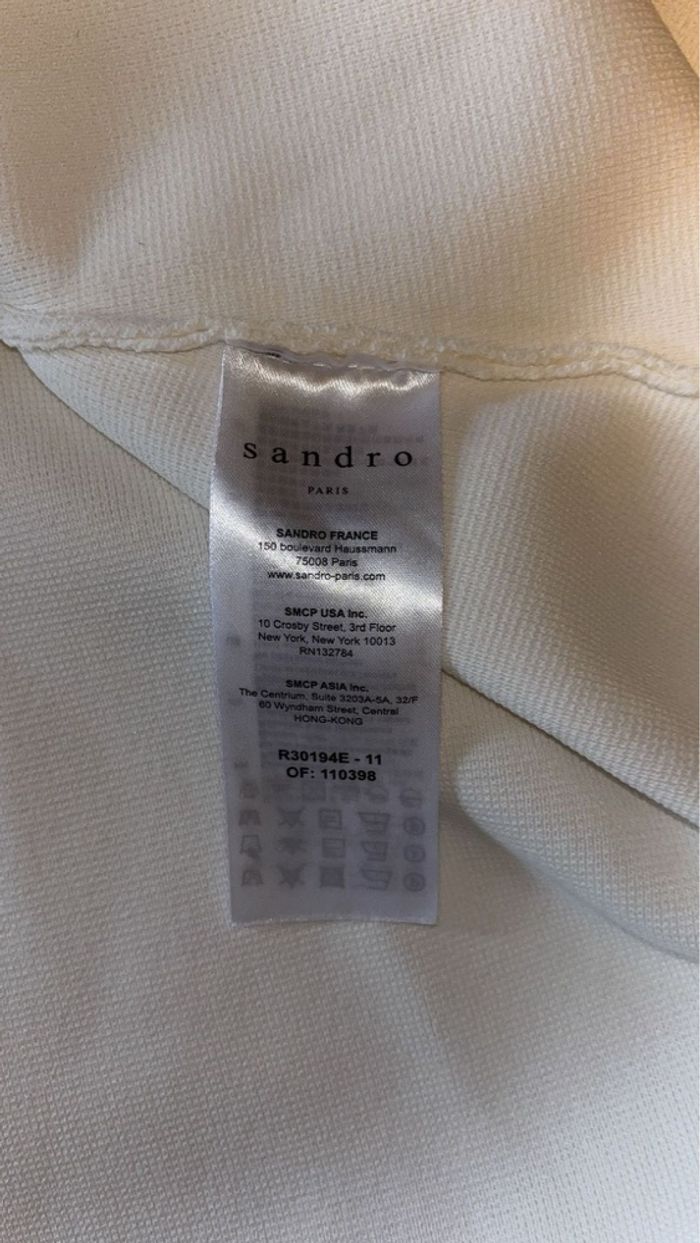 sandro
PARIS
SANDRO FRANCE
150 boulevard Haussmann
75008 Paris
www.sandro-paris.com
SMCP USA Inc.
10 Crosby Street, 3rd Floor
New York, New York 10013
RN132784
SMCP ASIA Inc.
The Centrium, Suite 3203A-5A, 32/F
60 Wyndham Street, Central
HONG-KONG
R30194E - 11
OF: 110398